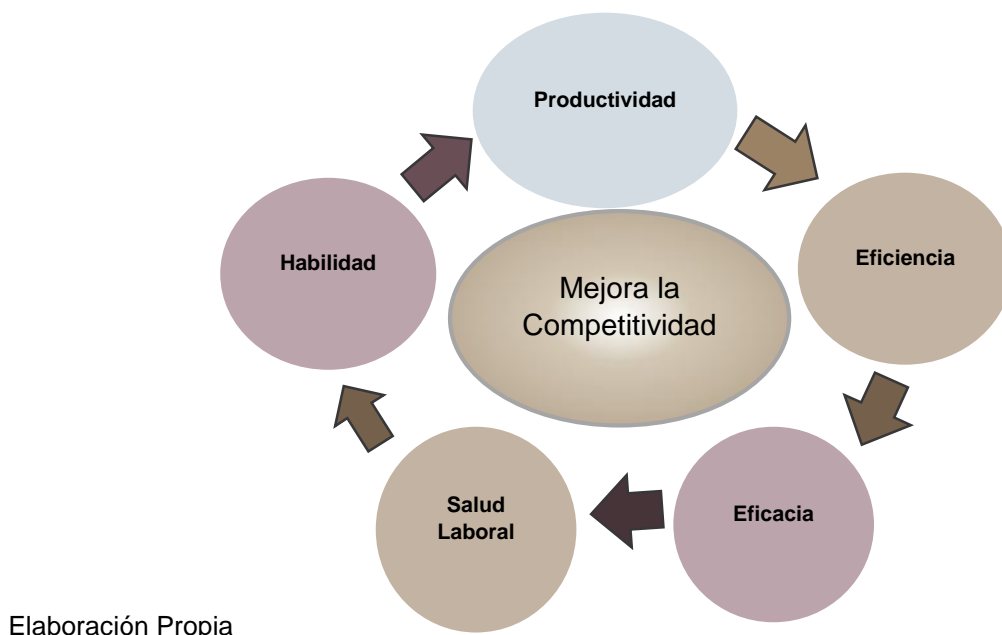 Productividad
Eficiencia
Habilidad
Mejora la
Competitividad
Salud
Laboral
Eficacia
Elaboración Propia